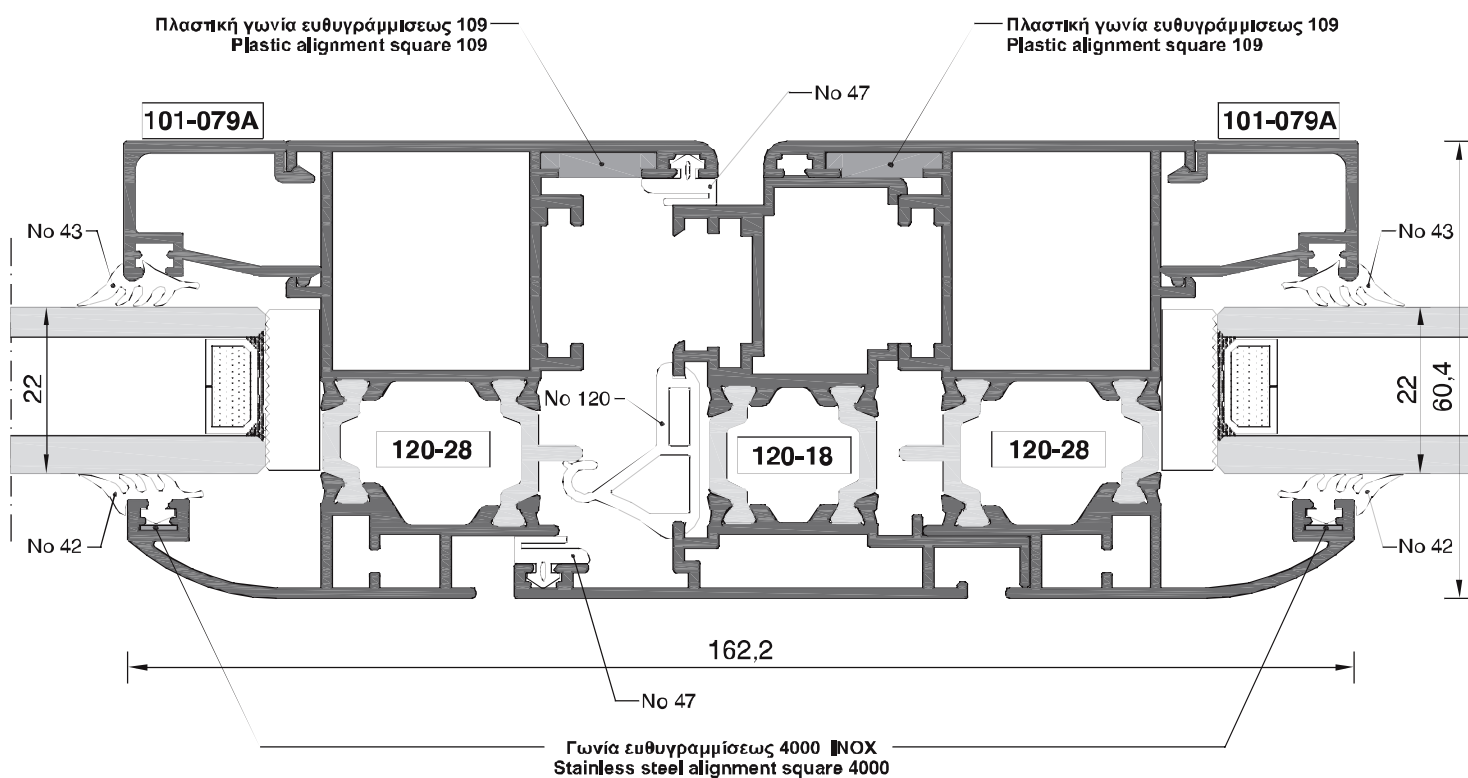 Πλαστική γωνία ευθυγράμμισεως 109
Plastic alignment square 109
Πλαστική γωνία ευθυγράμμισεως 109
Plastic alignment square 109
No 47
101-079A
101-079A
No 43
No 43
22
22
60,4
No 120
120-28
120-18
120-28
No 42
No 42
162,2
No 47
Γωνία ευθυγραμμίσεως 4000 INOX
Stainless steel alignment square 4000